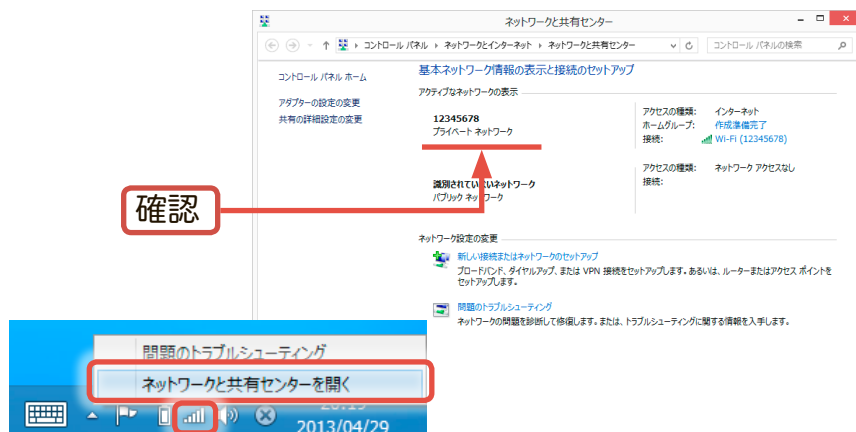 ネットワークと共有センター
コントロール パネル ▸ ネットワークとインターネット ▸ ネットワークと共有センター
コントロール パネルの検索
コントロール パネル ホーム
アダプターの設定の変更
共有の詳細設定の変更
基本ネットワーク情報の表示と接続のセットアップ
アクティブなネットワークの表示
12345678
プライベート ネットワーク
アクセスの種類: インターネット
ホームグループ: 作成準備完了
接続: Wi-Fi (12345678)
識別されていないネットワーク
パブリック ネットワーク
アクセスの種類: ネットワーク アクセスなし
接続:
確認
ネットワーク設定の変更
新しい接続またはネットワークのセットアップ
ブロードバンド、ダイヤルアップ、または VPN 接続をセットアップします。あるいは、ルーターまたはアクセス ポイントを
セットアップします。
問題のトラブルシューティング
ネットワークの問題を診断して修復します。または、トラブルシューティングに関する情報を入手します。
問題のトラブルシューティング
ネットワークと共有センターを開く
2013/04/29